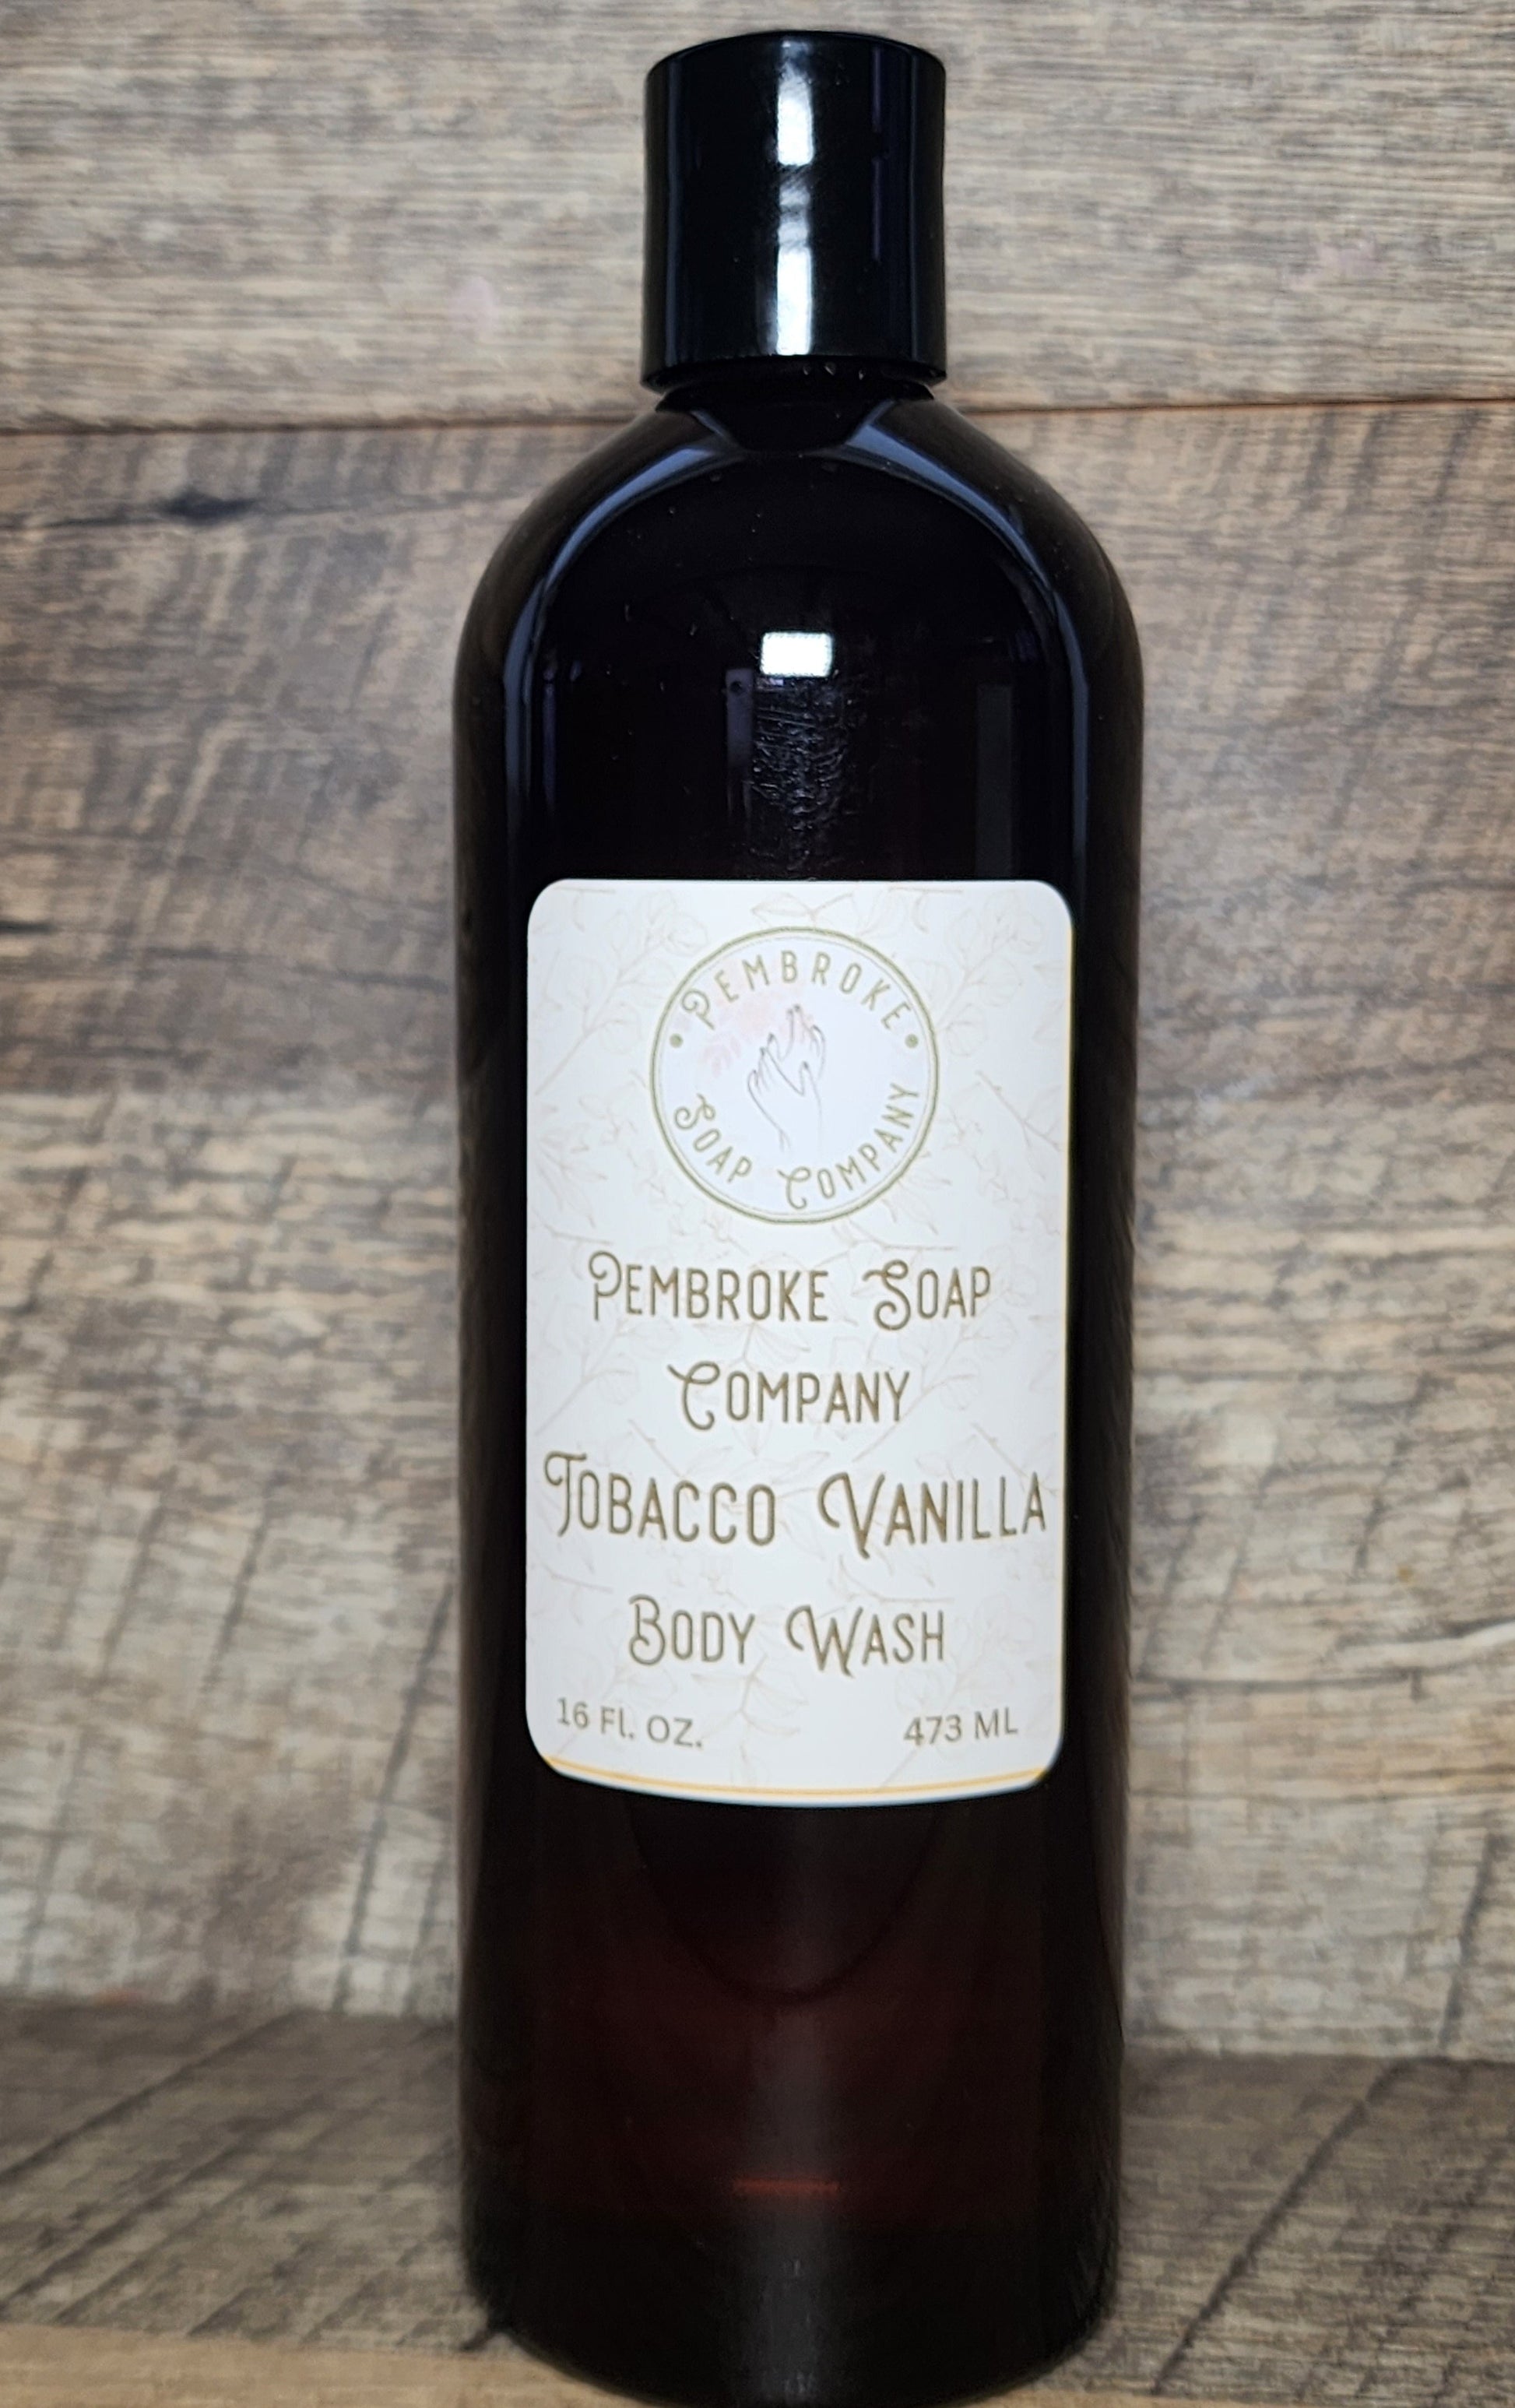 PEMBROKE
SOAP COMPANY
PEMBROKE SOAP
COMPANY
TOBACCO VANILLA
BODY WASH
16 Fl. OZ. 473 ML